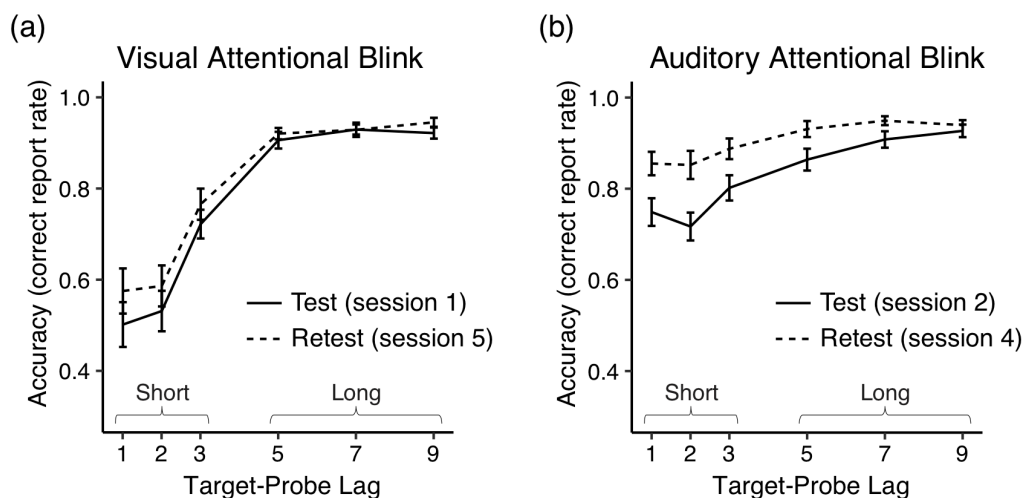 (a)
Visual Attentional Blink
Accuracy (correct report rate)
1.0
0.8
0.6
0.4
Test (session 1)
Retest (session 5)
Short
Long
1 2 3 5 7 9
Target-Probe Lag
(b)
Auditory Attentional Blink
Accuracy (correct report rate)
1.0
0.8
0.6
0.4
Test (session 2)
Retest (session 4)
Short
Long
1 2 3 5 7 9
Target-Probe Lag